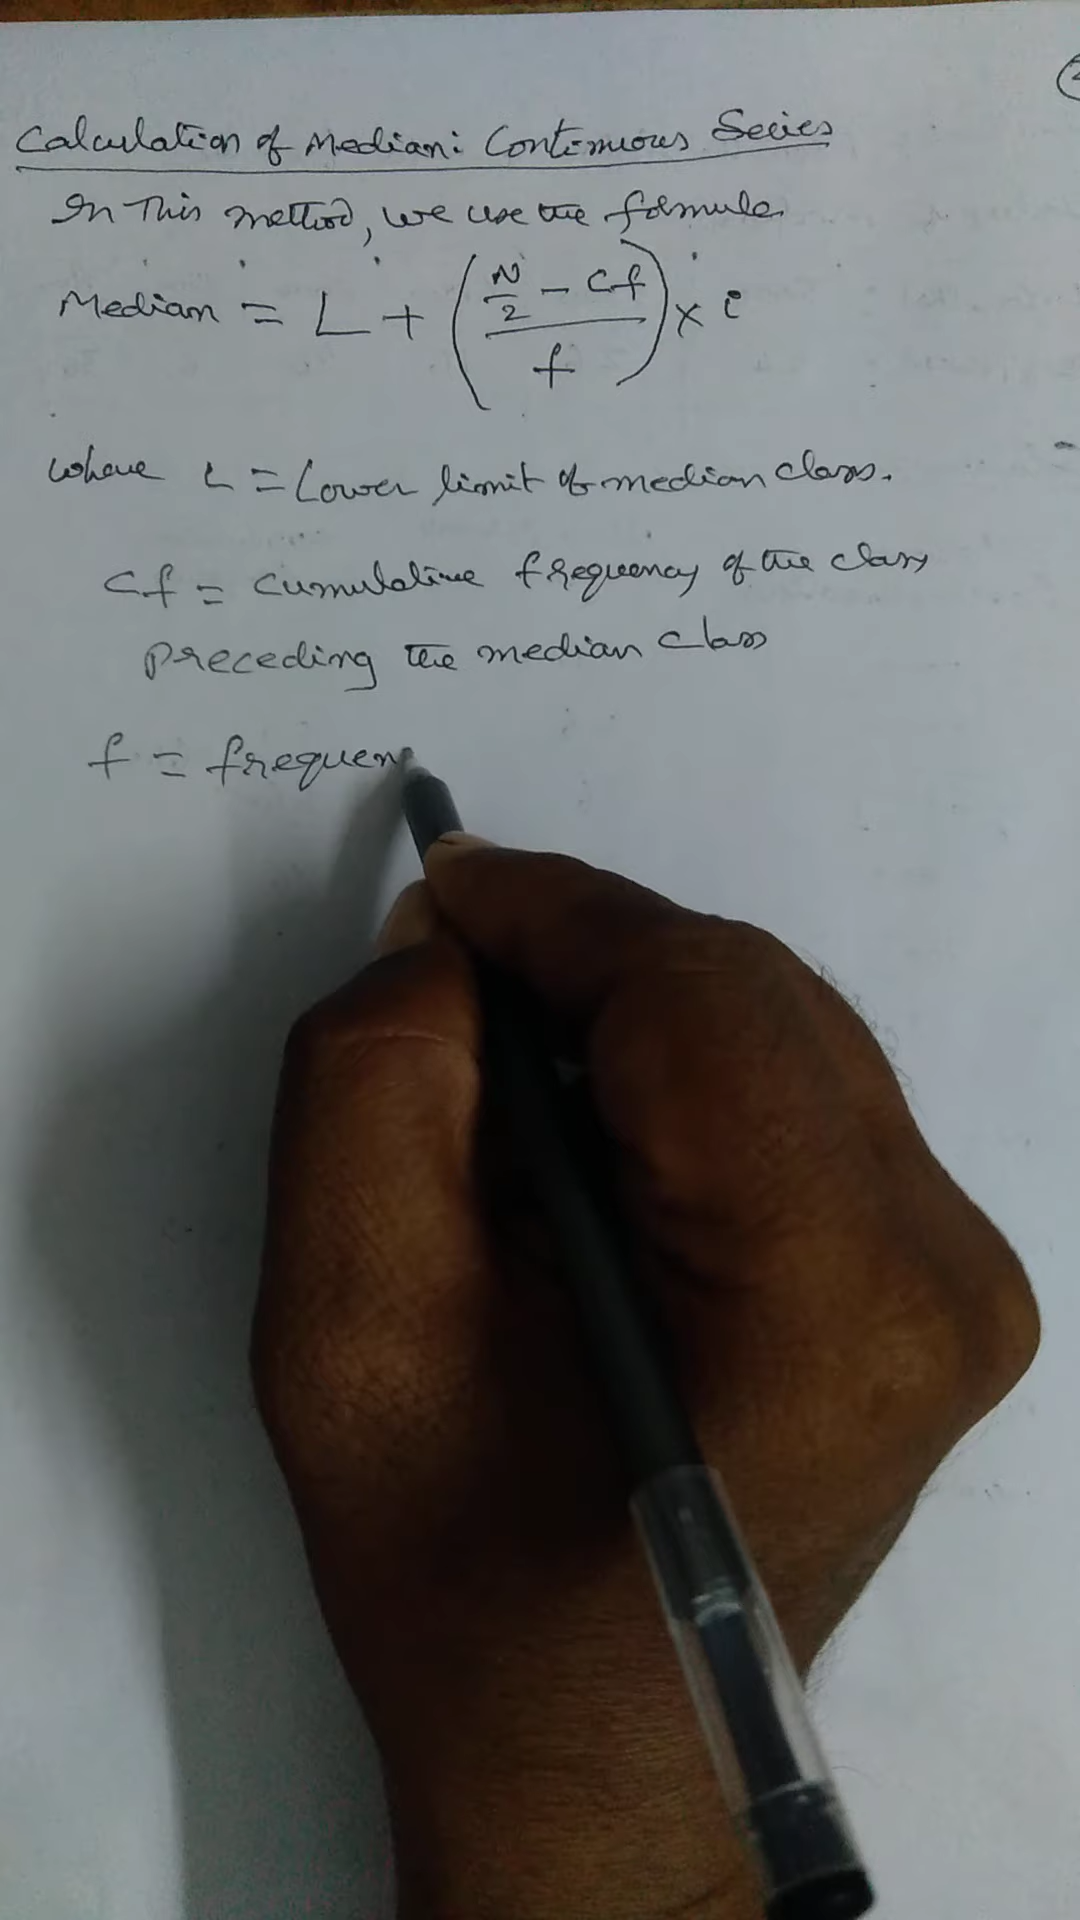 Calculation of Median: Continuous Series
In This method, we use the formula
Median = L + ( (N/2 - Cf) / f ) × i
where L = Lower limit of median class.
Cf = Cumulative frequency of the class
preceding the median class
f = frequen